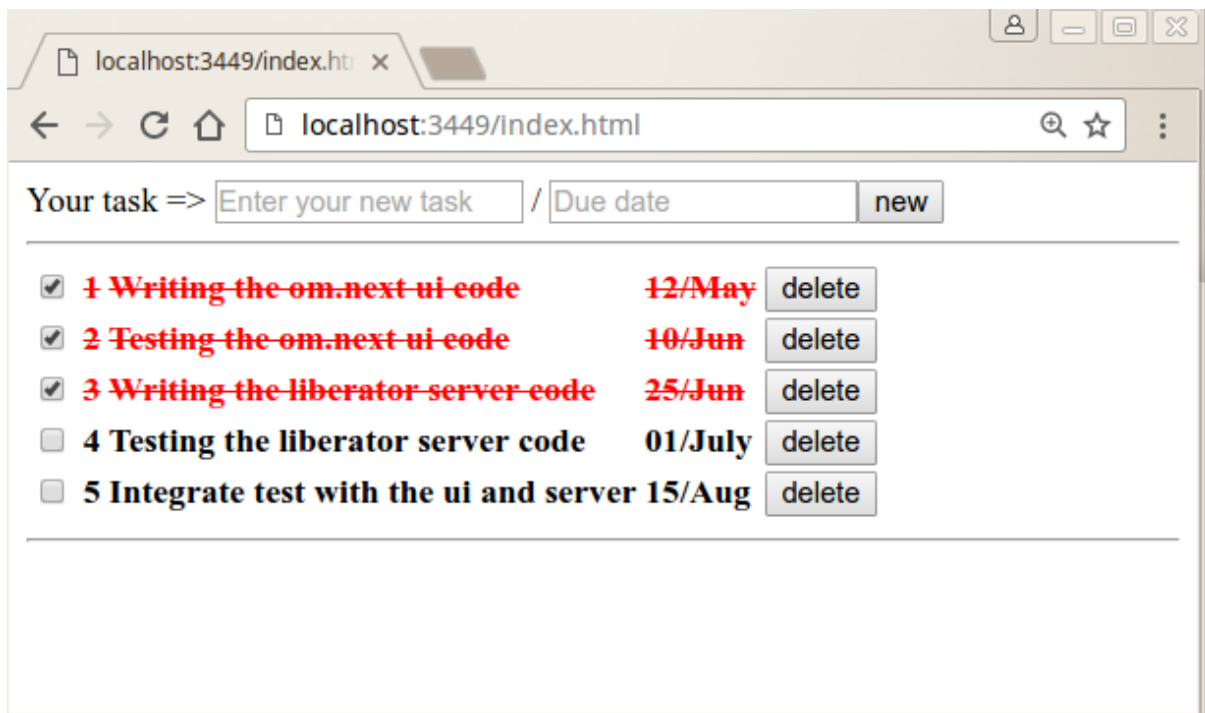 localhost:3449/index.htm
localhost:3449/index.html
Your task => Enter your new task / Due date new
1 Writing the om.next ui code 12/May delete
2 Testing the om.next ui code 10/Jun delete
3 Writing the liberator server code 25/Jun delete
4 Testing the liberator server code 01/July delete
5 Integrate test with the ui and server 15/Aug delete